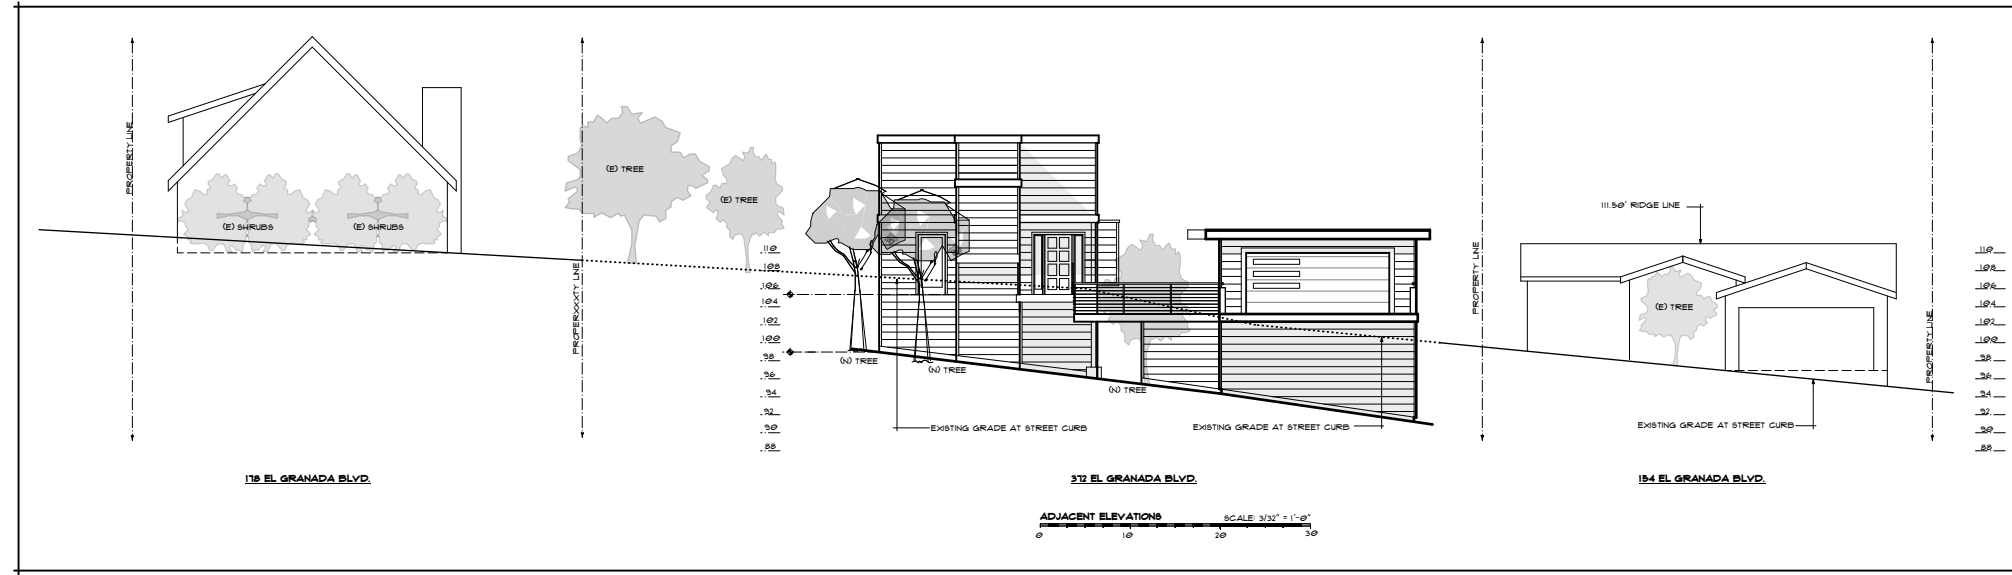 PROPERTY LINE
(E) SHRUBS
(E) SHRUBS
PROPERXXXTY LINE
(E) TREE
(E) TREE
110
108
106
104
102
100
98
96
94
92
90
88
(N) TREE
(N) TREE
(N) TREE
EXISTING GRADE AT STREET CURB
EXISTING GRADE AT STREET CURB
PROPERTY LINE
111.50' RIDGE LINE
(E) TREE
EXISTING GRADE AT STREET CURB
PROPERTY LINE
110
108
106
104
102
100
98
96
94
92
90
88
178 EL GRANADA BLVD.
372 EL GRANADA BLVD.
154 EL GRANADA BLVD.
ADJACENT ELEVATIONS
SCALE: 3/32" = 1'-0"
0 10 20 30